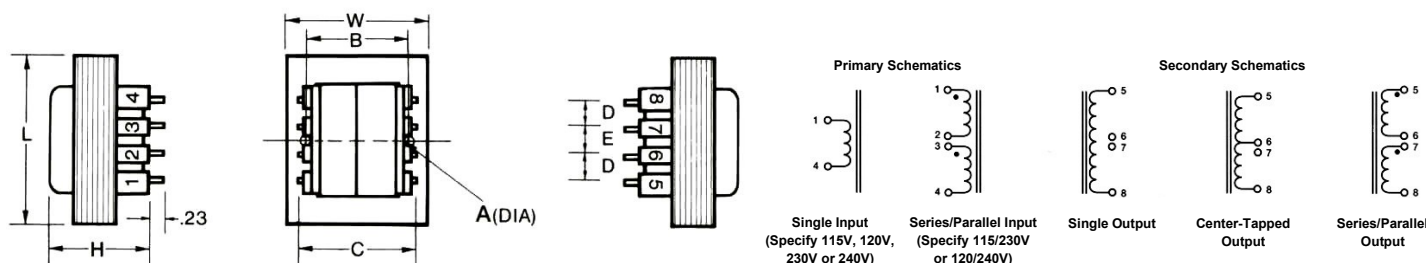 4
3
2
1
L
H
.23
W
B
C
A(DIA)
8
7
6
5
D
E
D
Primary Schematics
1
4
Single Input
(Specify 115V, 120V,
230V or 240V)
1
2
3
4
Series/Parallel Input
(Specify 115/230V
or 120/240V)
Secondary Schematics
5
6
7
8
Single Output
5
6
7
8
Center-Tapped
Output
5
6
7
8
Series/Parallel
Output